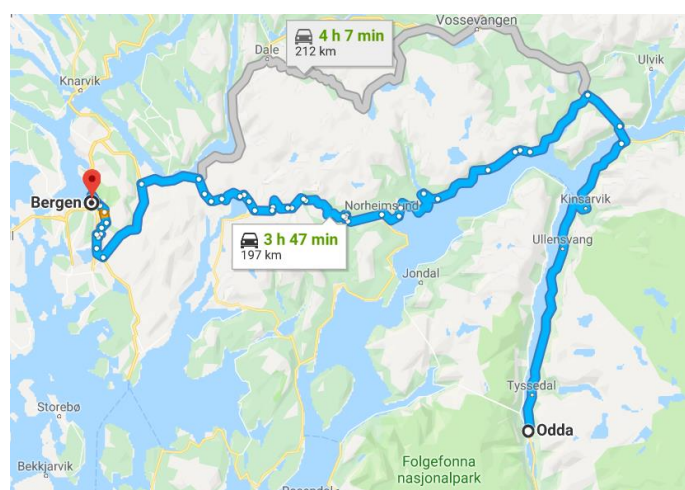 4 h 7 min
212 km
Vossevangen
Dale
Ulvik
Knarvik
Bergen
Norheimsund
Kinsarvik
3 h 47 min
197 km
Ullensvang
Jondal
Tyssedal
Storebø
Odda
Bekkjarvik
Folgefonna
nasjonalpark